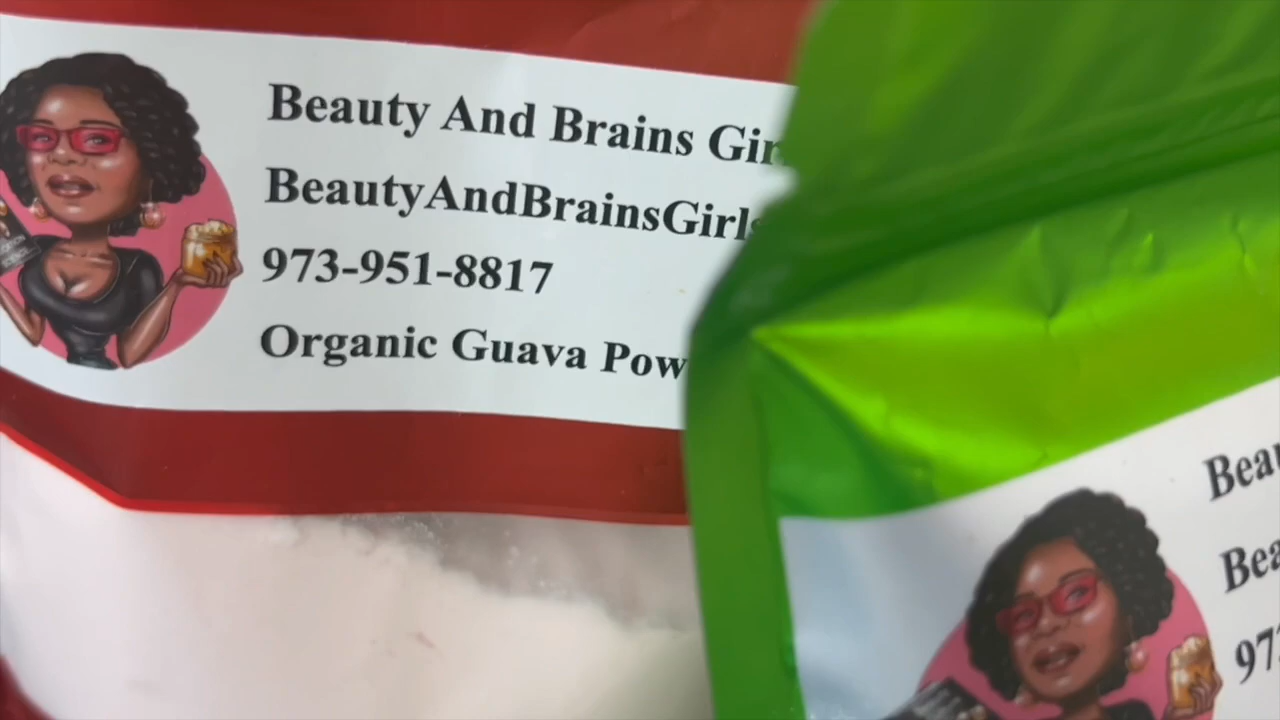 Beauty And Brains Gir
BeautyAndBrainsGirls
973-951-8817
Organic Guava Pow
Beau
Bea
973